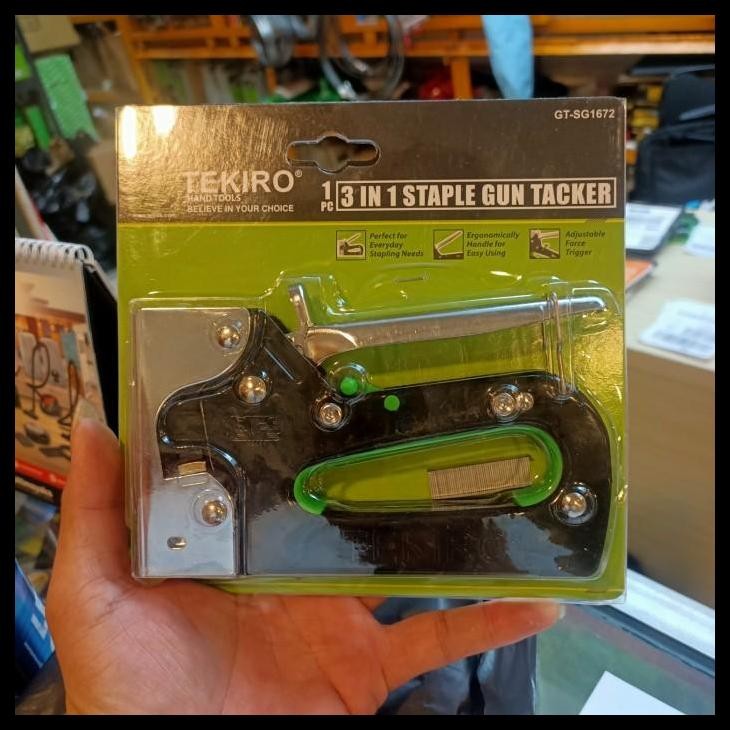 GT-SG1672
TEKIRO®
HAND TOOLS
BELIEVE IN YOUR CHOICE
1 PC
3 IN 1 STAPLE GUN TACKER
Perfect for
Everyday
Stapling Needs
Ergonomically
Handle for
Easy Using
Adjustable
Force
Trigger
TEKIRO